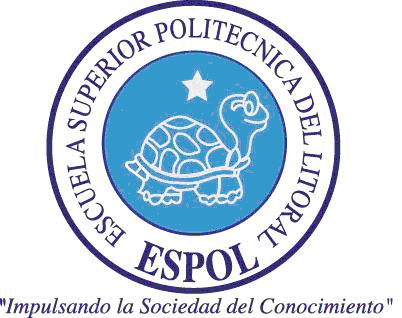 ESCUELA SUPERIOR POLITECNICA DEL LITORAL
ESPOL
"Impulsando la Sociedad del Conocimiento"